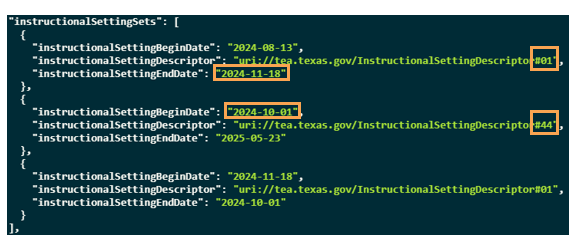 "instructionalSettingSets": [
{
"instructionalSettingBeginDate": "2024-08-13",
"instructionalSettingDescriptor": "uri://tea.texas.gov/InstructionalSettingDescriptor#01",
"instructionalSettingEndDate": "2024-11-18"
},
{
"instructionalSettingBeginDate": "2024-10-01",
"instructionalSettingDescriptor": "uri://tea.texas.gov/InstructionalSettingDescriptor#44",
"instructionalSettingEndDate": "2025-05-23"
},
{
"instructionalSettingBeginDate": "2024-11-18",
"instructionalSettingDescriptor": "uri://tea.texas.gov/InstructionalSettingDescriptor#01",
"instructionalSettingEndDate": "2024-10-01"
}
],